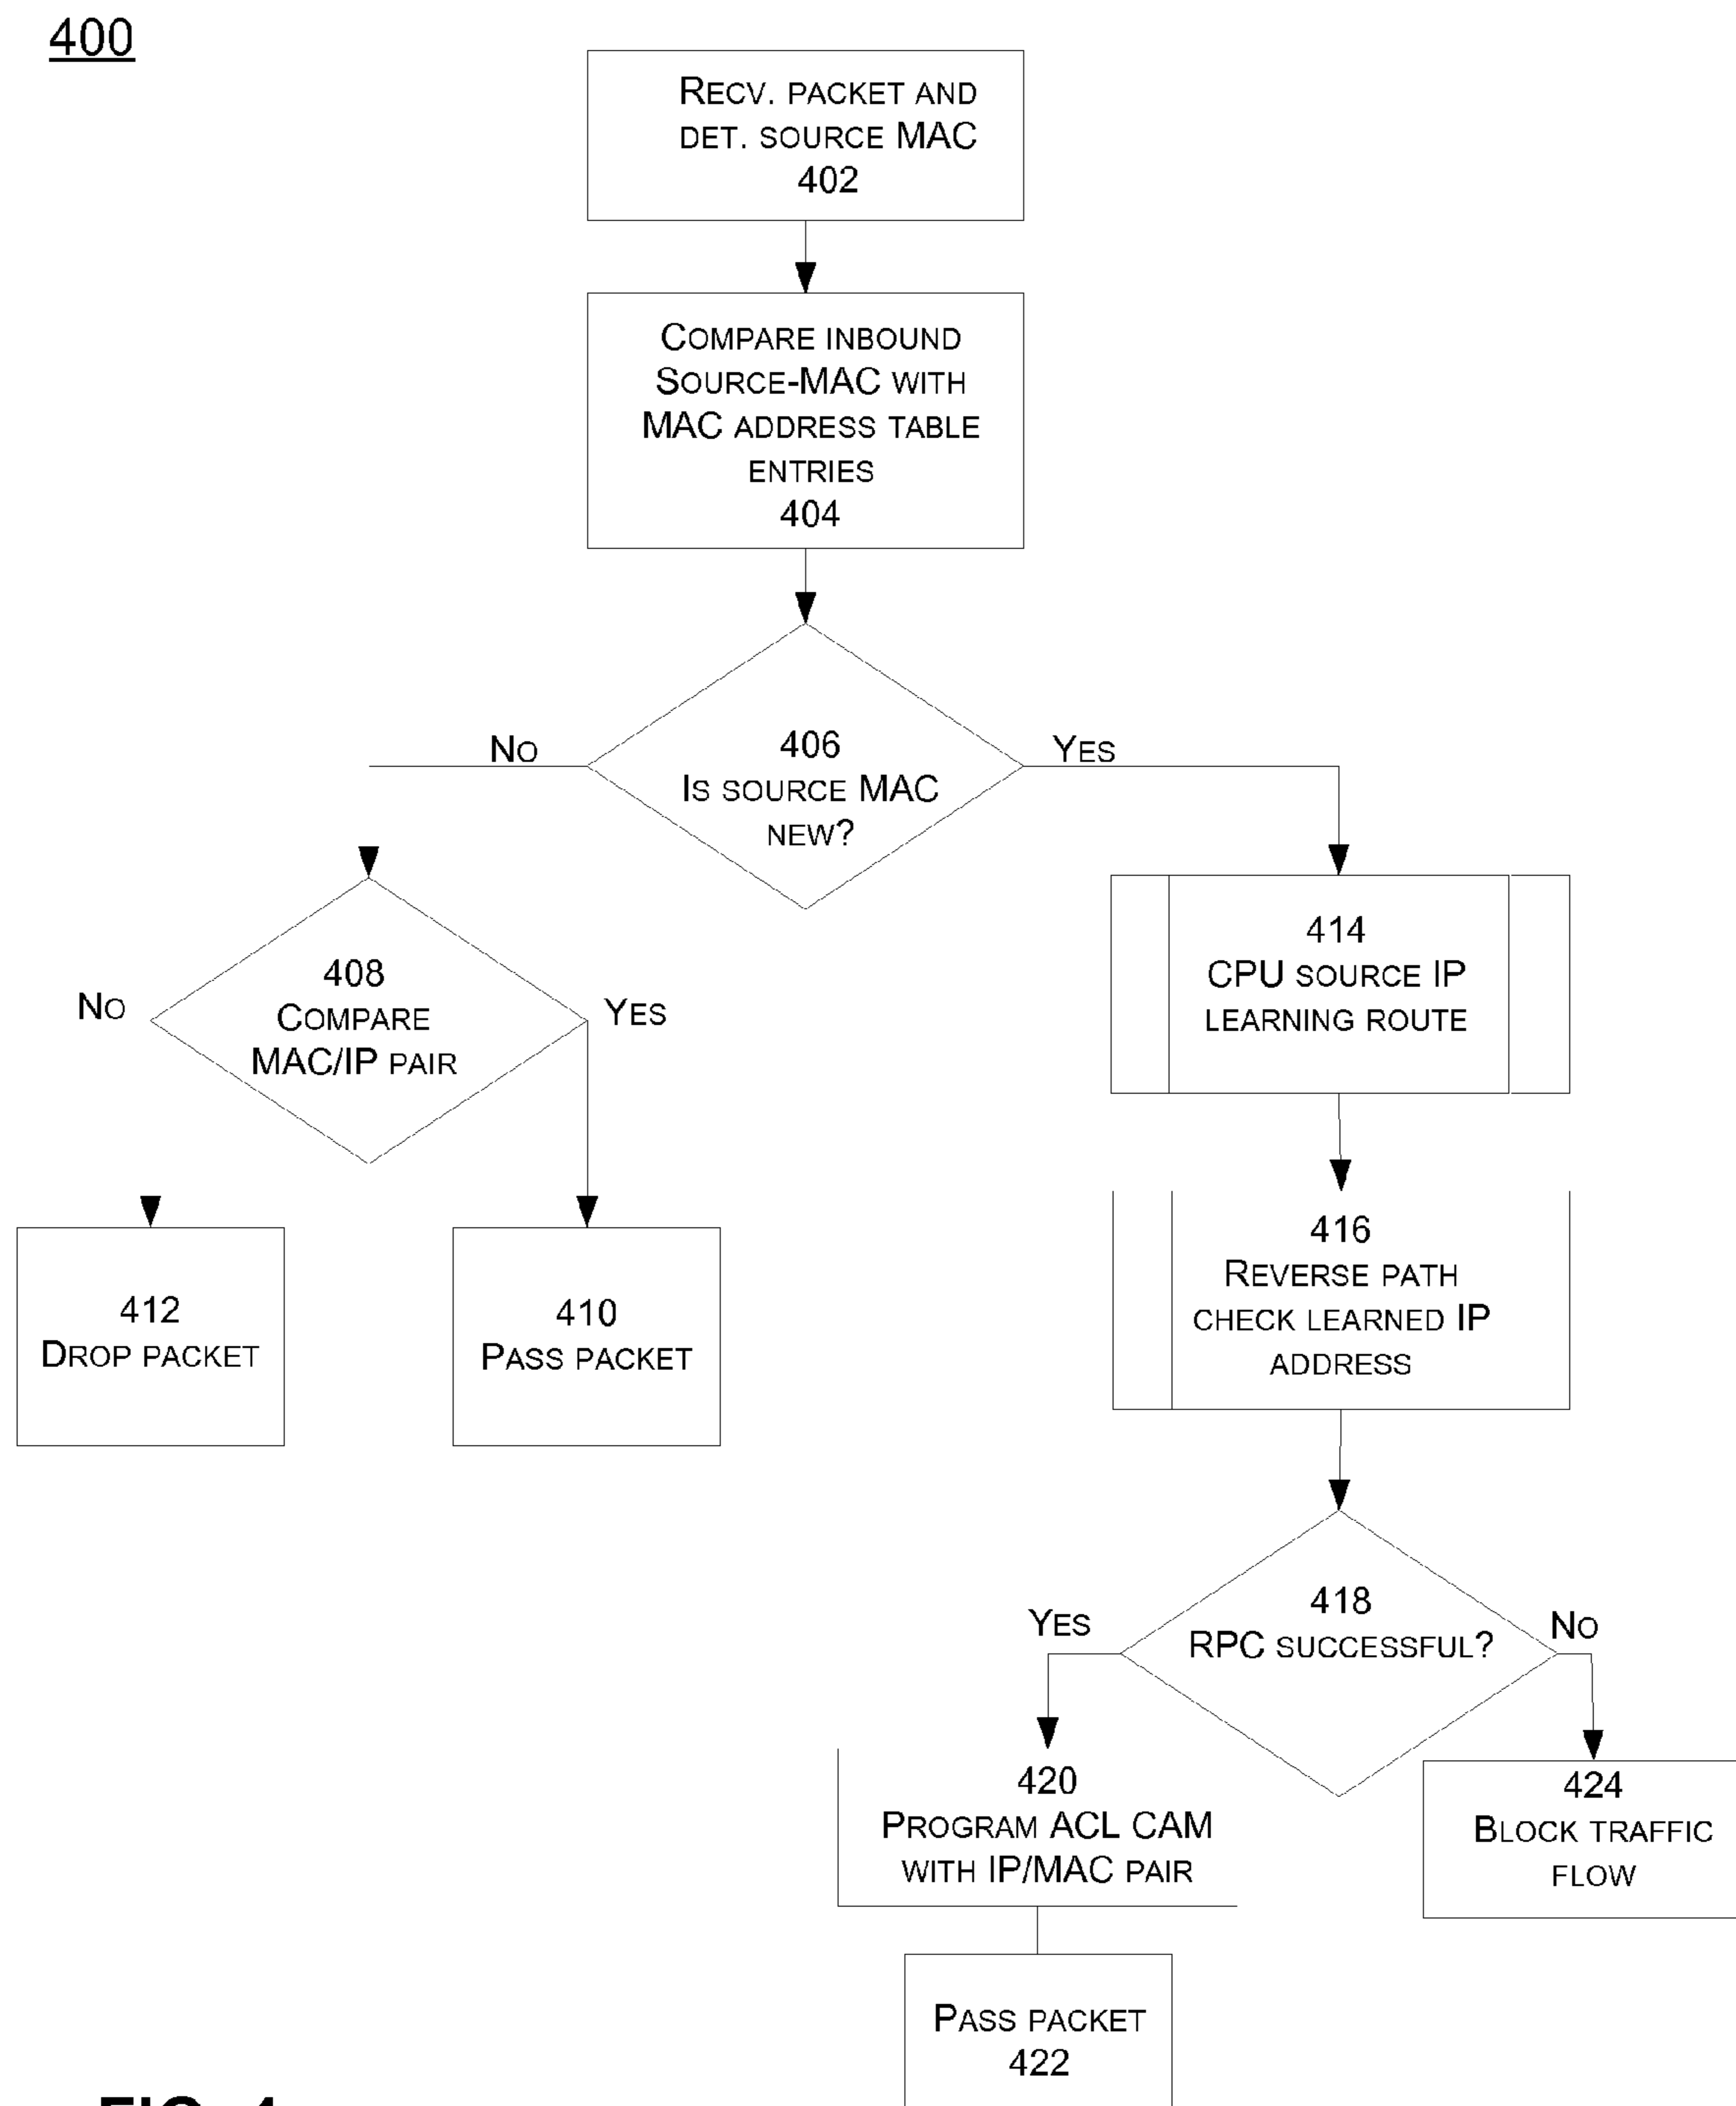 400
RECV. PACKET AND
DET. SOURCE MAC
402
COMPARE INBOUND
SOURCE-MAC WITH
MAC ADDRESS TABLE
ENTRIES
404
406
IS SOURCE MAC
NEW?
NO
YES
408
COMPARE
MAC/IP PAIR
NO
YES
412
DROP PACKET
410
PASS PACKET
414
CPU SOURCE IP
LEARNING ROUTE
416
REVERSE PATH
CHECK LEARNED IP
ADDRESS
418
RPC SUCCESSFUL?
YES
NO
420
PROGRAM ACL CAM
WITH IP/MAC PAIR
424
BLOCK TRAFFIC
FLOW
PASS PACKET
422